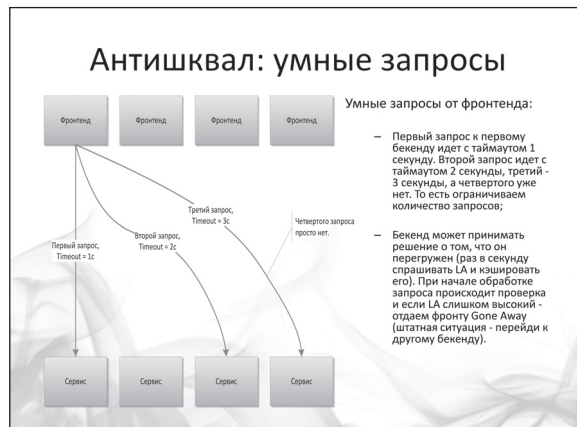 Антишквал: умные запросы
Фронтенд
Фронтенд
Фронтенд
Фронтенд
Третий запрос,
Timeout = 3с
Четвертого запроса
просто нет.
Второй запрос,
Timeout = 2с
Первый запрос,
Timeout = 1с
Сервис
Сервис
Сервис
Сервис
Умные запросы от фронтенда:
– Первый запрос к первому
бекенду идет с таймаутом 1
секунду. Второй запрос идет с
таймаутом 2 секунды, третий -
3 секунды, а четвертого уже
нет. То есть ограничиваем
количество запросов;
– Бекенд может принимать
решение о том, что он
перегружен (раз в секунду
спрашивать LA и кэшировать
его). При начале обработке
запроса происходит проверка
и если LA слишком высокий -
отдаем фронту Gone Away
(штатная ситуация - перейди к
другому бекенду).